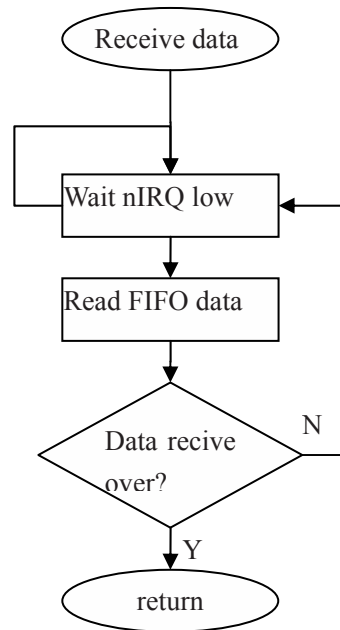 Receive data
Wait nIRQ low
Read FIFO data
Data recive
over?
N
Y
return